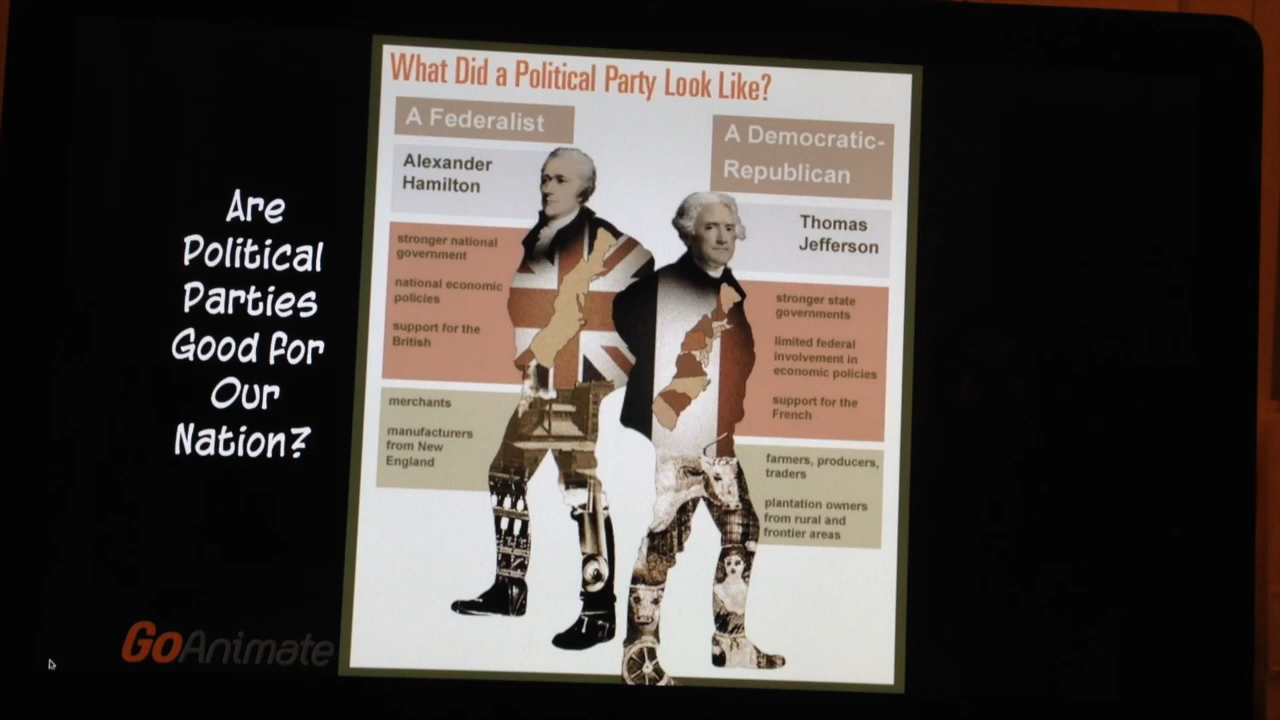 Are
Political
Parties
Good for
Our
Nation?
What Did a Political Party Look Like?
A Federalist
Alexander
Hamilton
stronger national
government
national economic
policies
support for the
British
merchants
manufacturers
from New
England
A Democratic-
Republican
Thomas
Jefferson
stronger state
governments
limited federal
involvement in
economic policies
support for the
French
farmers, producers,
traders
plantation owners
from rural and
frontier areas
GoAnimate